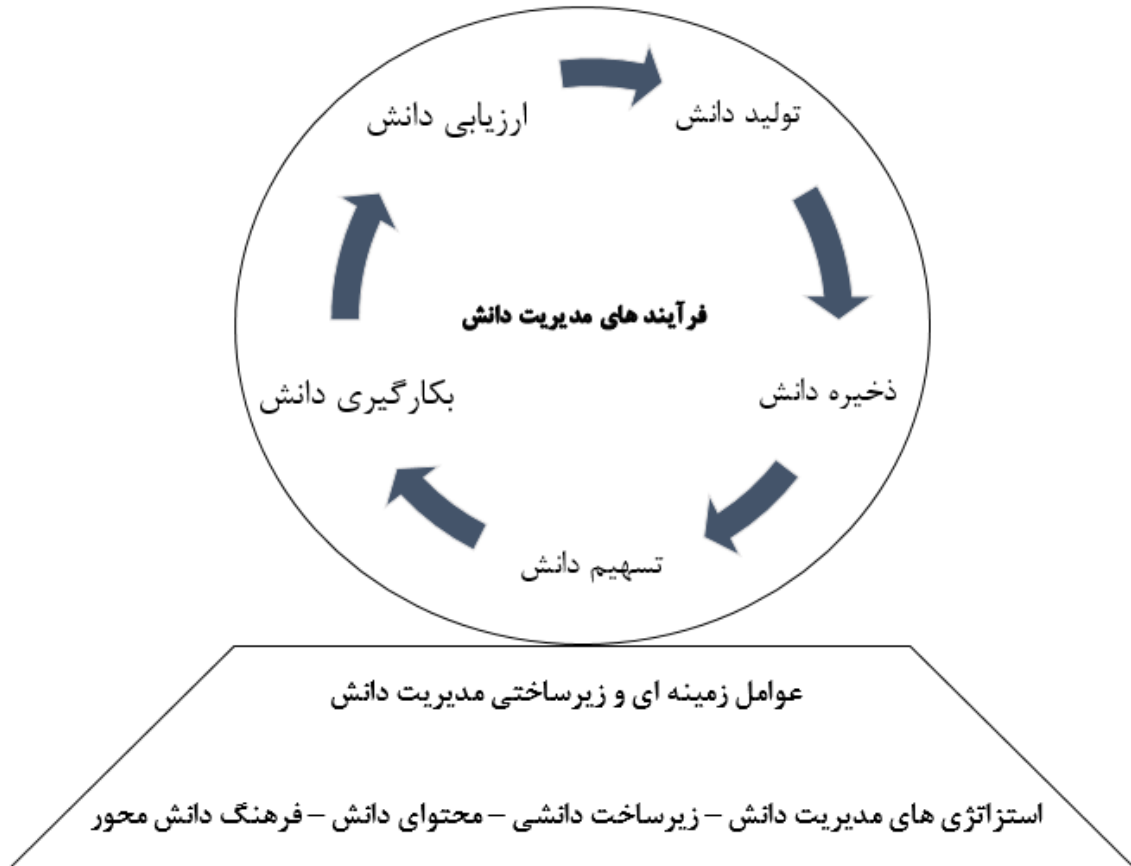 ارزیابی دانش
تولید دانش
فرآیند های مدیریت دانش
ذخیره دانش
بکارگیری دانش
تسهیم دانش
عوامل زمینه ای و زیرساختی مدیریت دانش
استزاتژی های مدیریت دانش – زیرساخت دانشی – محتوای دانش – فرهنگ دانش محور